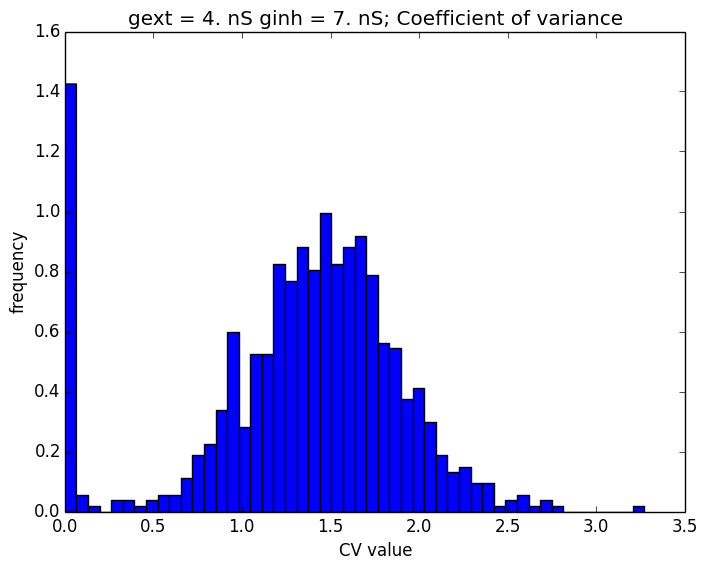 gext = 4. nS ginh = 7. nS; Coefficient of variance
1.6
1.4
1.2
1.0
0.8
0.6
0.4
0.2
0.0
frequency
0.0 0.5 1.0 1.5 2.0 2.5 3.0 3.5
CV value